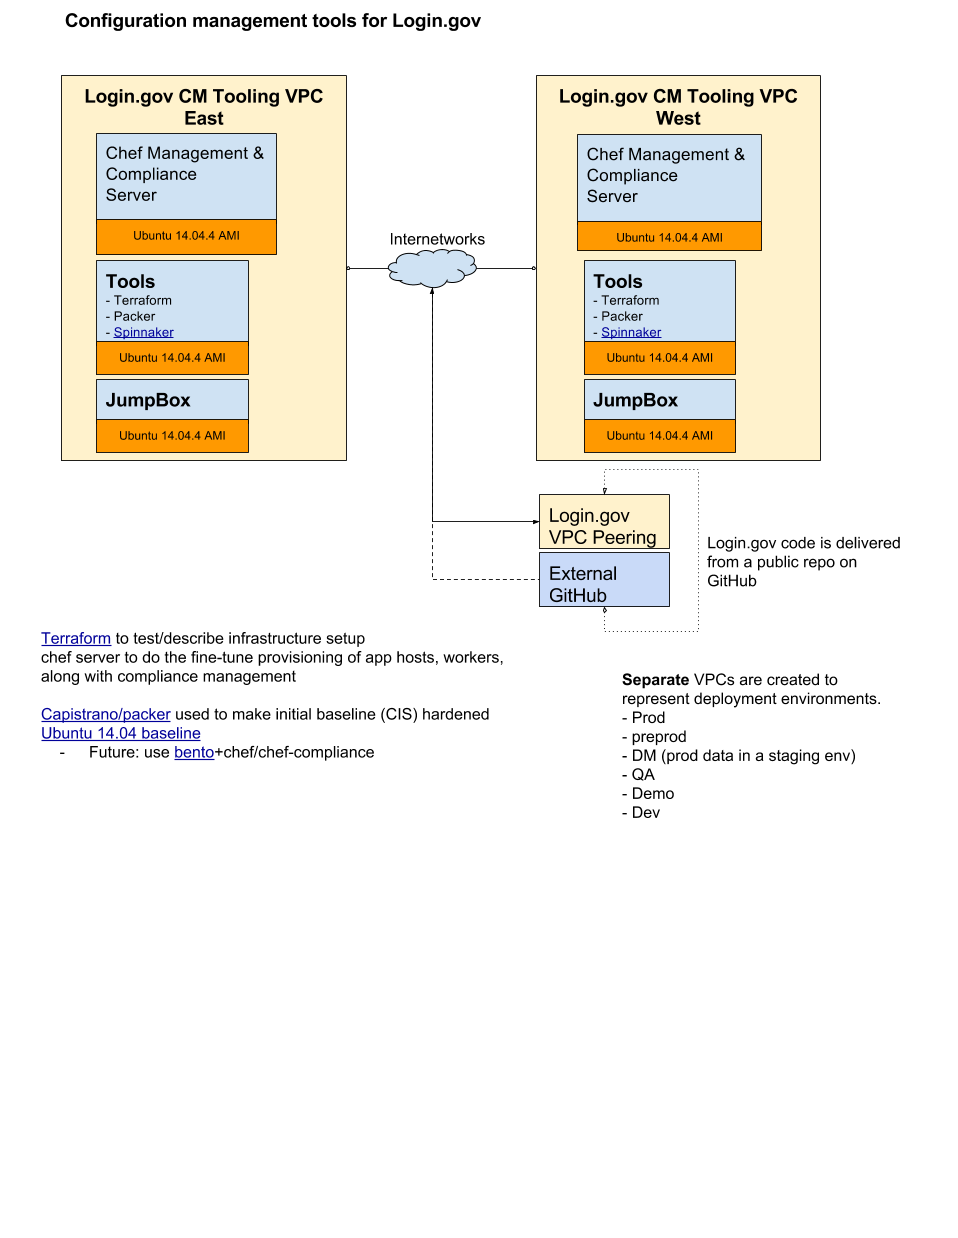 Configuration management tools for Login.gov
Login.gov CM Tooling VPC
East
Chef Management &
Compliance
Server
Ubuntu 14.04.4 AMI
Tools
- Terraform
- Packer
- Spinnaker
Ubuntu 14.04.4 AMI
JumpBox
Ubuntu 14.04.4 AMI
Internetworks
Login.gov CM Tooling VPC
West
Chef Management &
Compliance
Server
Ubuntu 14.04.4 AMI
Tools
- Terraform
- Packer
- Spinnaker
Ubuntu 14.04.4 AMI
JumpBox
Ubuntu 14.04.4 AMI
Login.gov
VPC Peering
External
GitHub
Login.gov code is delivered
from a public repo on
GitHub
Terraform to test/describe infrastructure setup
chef server to do the fine-tune provisioning of app hosts, workers,
along with compliance management
Capistrano/packer used to make initial baseline (CIS) hardened
Ubuntu 14.04 baseline
- Future: use bento+chef/chef-compliance
Separate VPCs are created to
represent deployment environments.
- Prod
- preprod
- DM (prod data in a staging env)
- QA
- Demo
- Dev